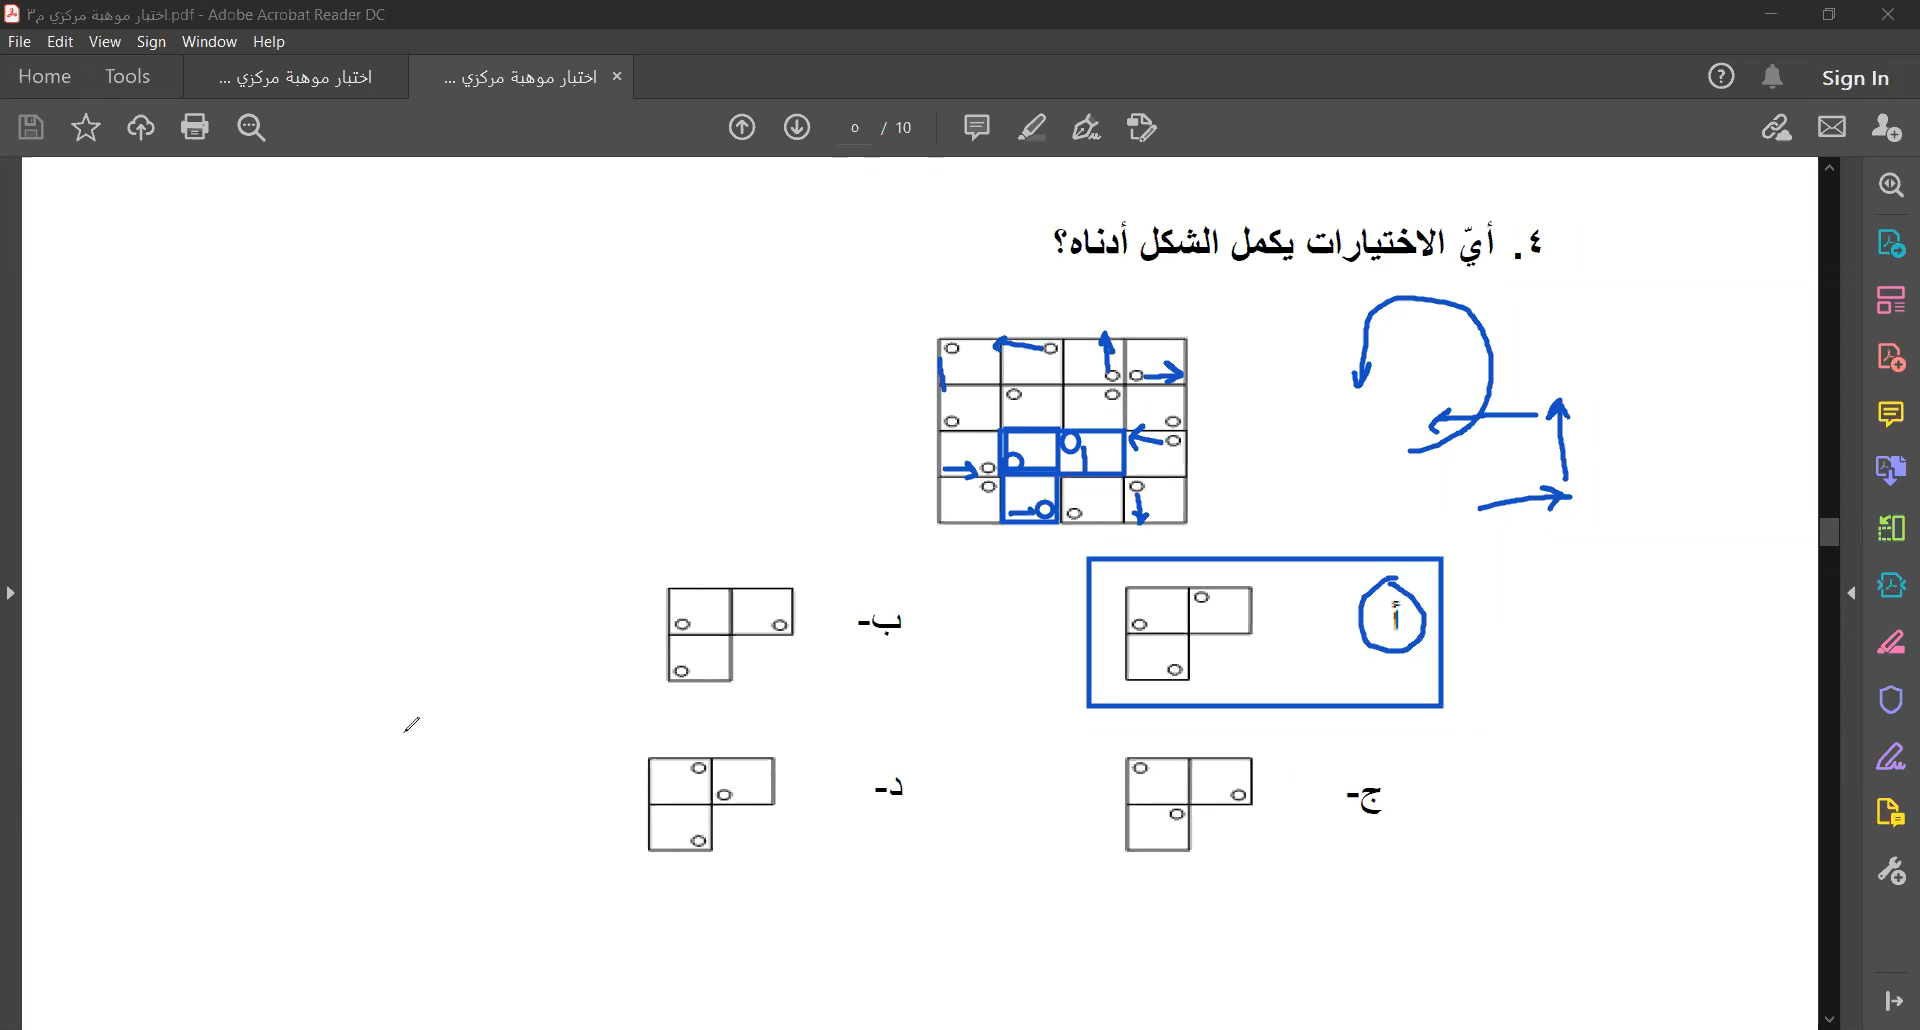 اختبار موهبة مركزي م٣.pdf - Adobe Acrobat Reader DC
File Edit View Sign Window Help
Home Tools اختبار موهبة مركزي ... اختبار موهبة مركزي ... × Sign In
٥ / 10
٤. أيّ الاختيارات يكمل الشكل أدناه؟
أ
ب-
ج-
د-